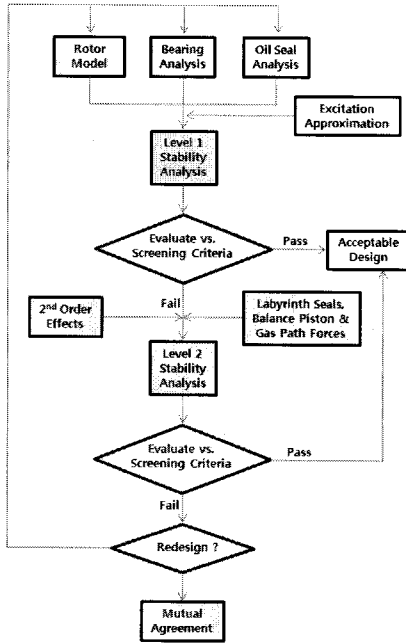 Rotor
Model
Bearing
Analysis
Oil Seal
Analysis
Excitation
Approximation
Level 1
Stability
Analysis
Evaluate vs.
Screening Criteria
Pass
Acceptable
Design
Fail
2nd Order
Effects
Labyrinth Seals,
Balance Piston &
Gas Path Forces
Level 2
Stability
Analysis
Evaluate vs.
Screening Criteria
Pass
Fail
Redesign ?
Mutual
Agreement